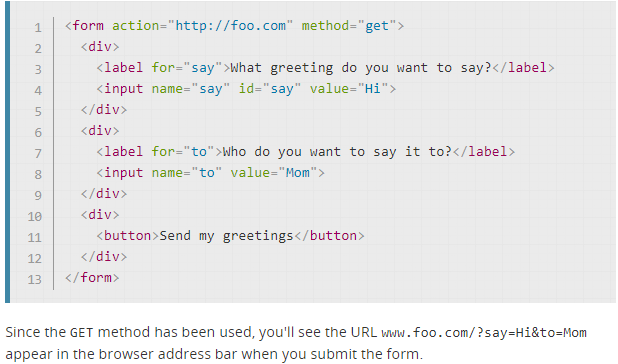 1 <form action="http://foo.com" method="get">
2   <div>
3     <label for="say">What greeting do you want to say?</label>
4     <input name="say" id="say" value="Hi">
5   </div>
6   <div>
7     <label for="to">Who do you want to say it to?</label>
8     <input name="to" value="Mom">
9   </div>
10   <div>
11     <button>Send my greetings</button>
12   </div>
13 </form>
Since the GET method has been used, you'll see the URL www.foo.com/?say=Hi&to=Mom
appear in the browser address bar when you submit the form.